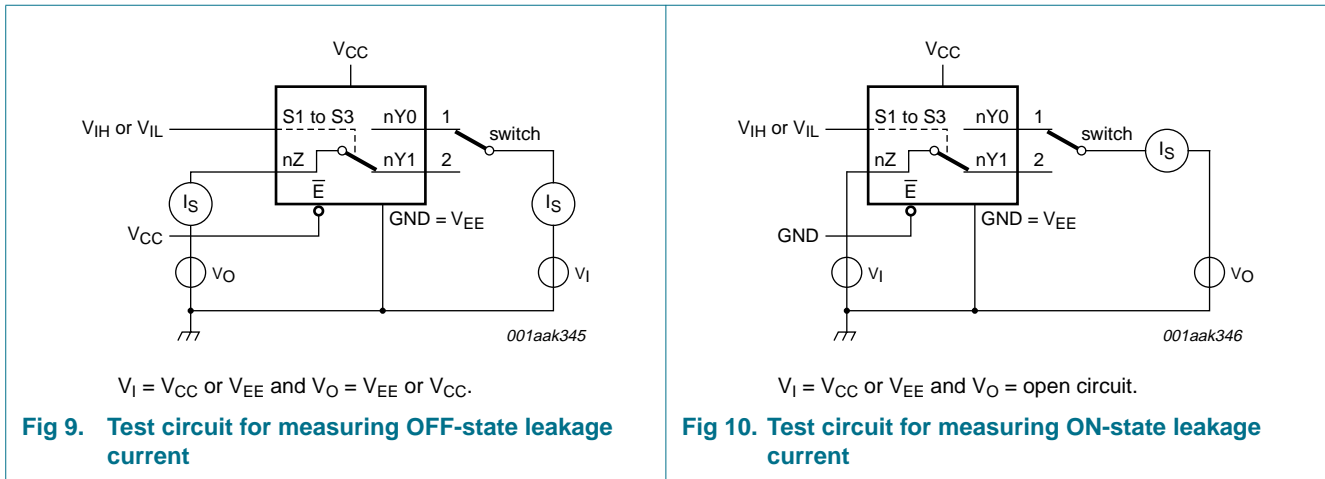 VCC
VIH or VIL
S1 to S3
nY0
1
switch
nZ
nY1
2
E
IS
IS
GND = VEE
VCC
VO
VI
001aak345
VI = VCC or VEE and VO = VEE or VCC.
Fig 9. Test circuit for measuring OFF-state leakage
current
VCC
VIH or VIL
S1 to S3
nY0
1
switch
IS
nZ
nY1
2
E
GND = VEE
GND
VI
VO
001aak346
VI = VCC or VEE and VO = open circuit.
Fig 10. Test circuit for measuring ON-state leakage
current